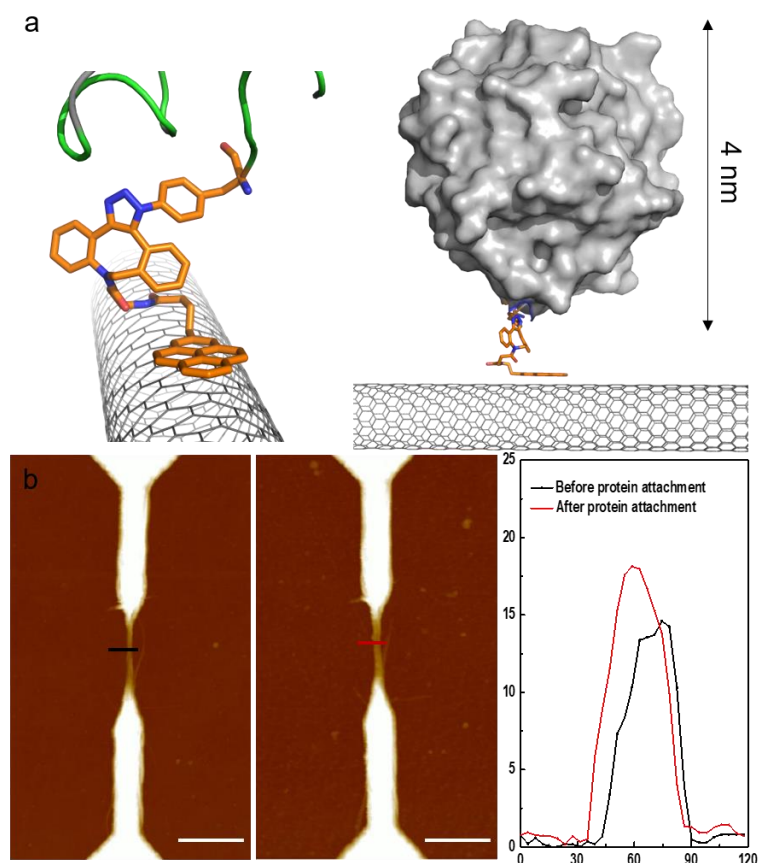 a
4 nm
b
25
20
15
10
5
0
Before protein attachment
After protein attachment
0 30 60 90 120